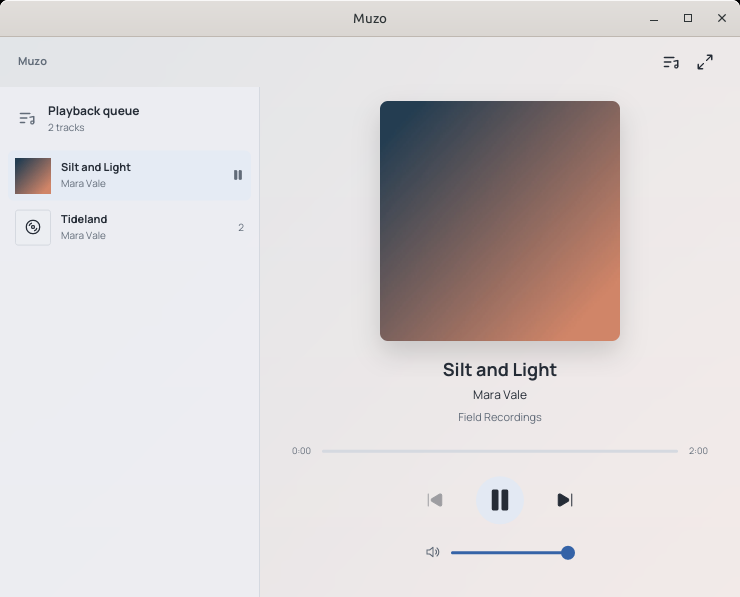 Muzo
Muzo
Playback queue
2 tracks
Silt and Light
Mara Vale
Tideland
Mara Vale
2
Silt and Light
Mara Vale
Field Recordings
0:00
2:00